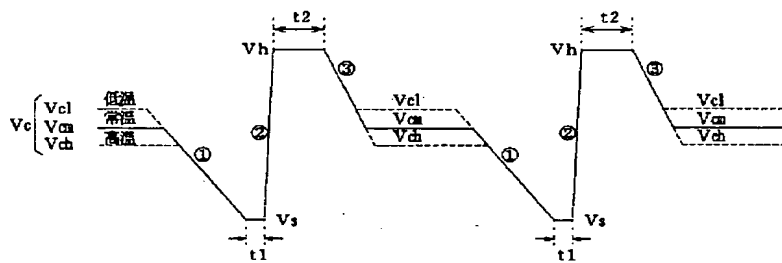 t2 t2
Vh ③ Vh ③
Vcl 低温 Vcl Vcl
Vc Vcm 常温 ② Vcm ② Vcm
Vch 高温 Vch Vch
① ①
Vs Vs
t1 t1